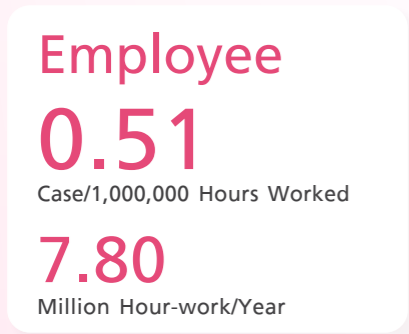 Employee
0.51
Case/1,000,000 Hours Worked
7.80
Million Hour-work/Year